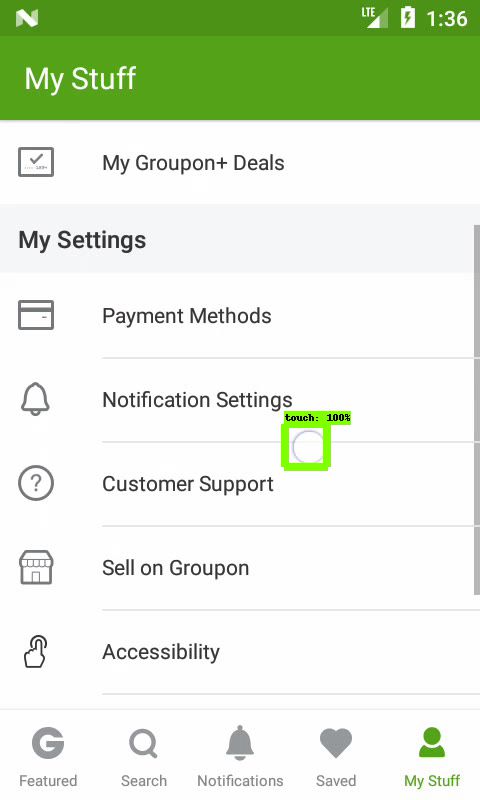 LTE 1:36
My Stuff
My Groupon+ Deals
My Settings
Payment Methods
Notification Settings
touch: 100%
Customer Support
?
Sell on Groupon
Accessibility
G
Featured Search Notifications Saved My Stuff